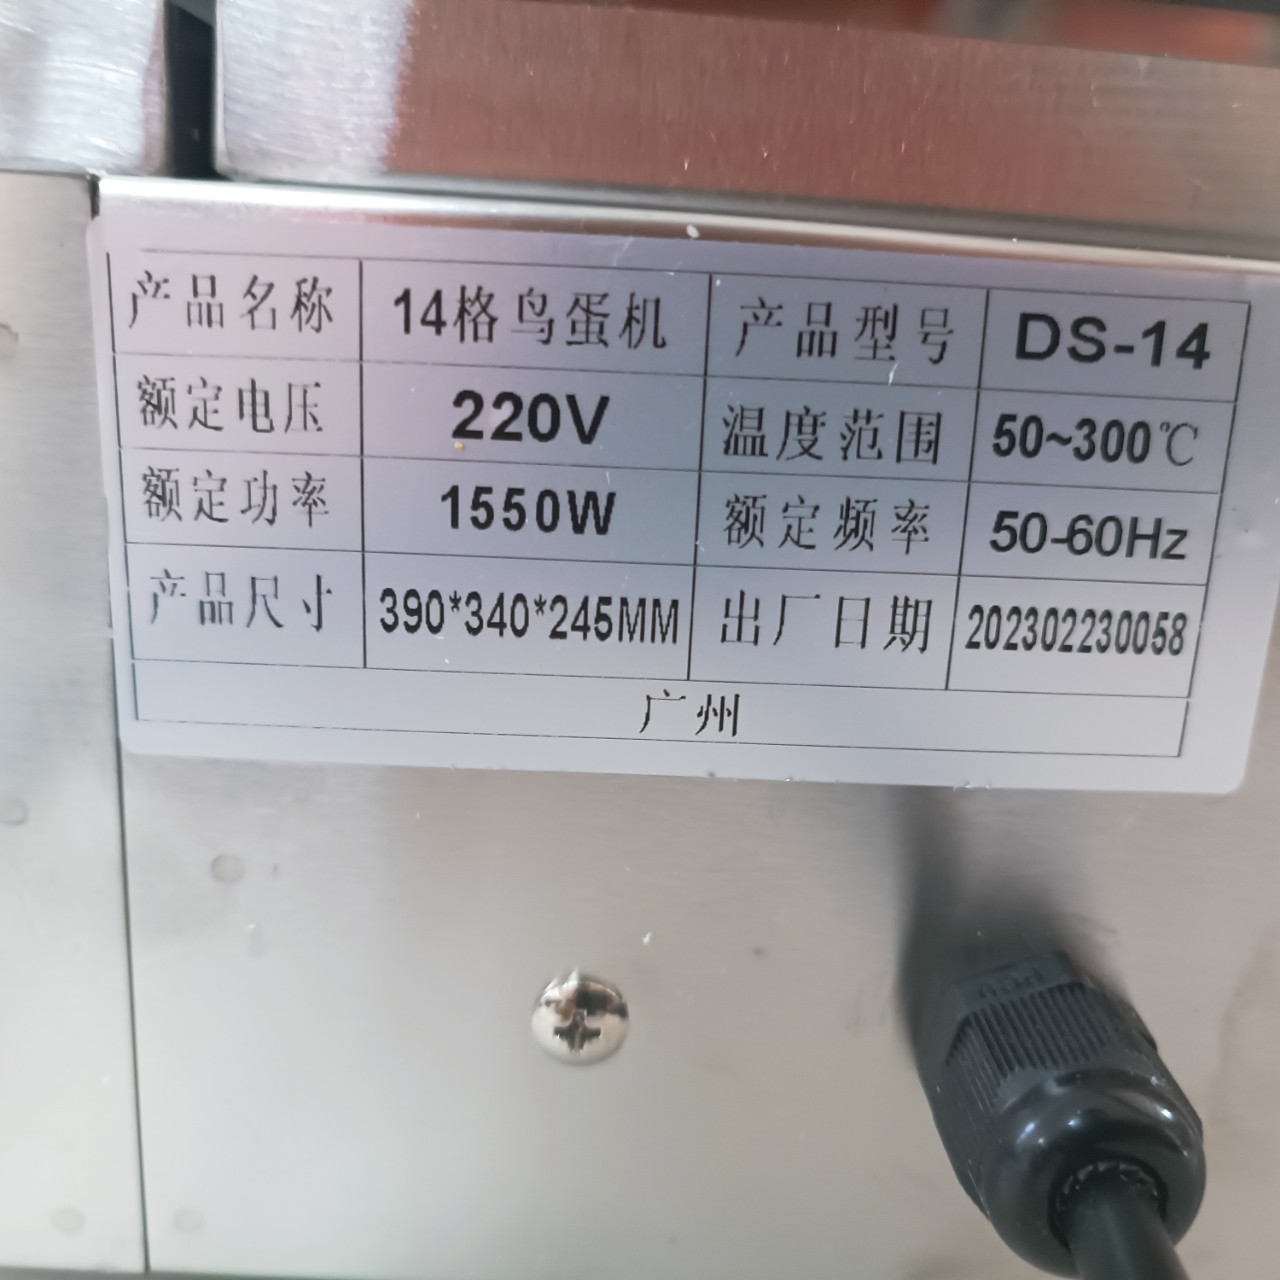 产品名称 14格鸟蛋机 产品型号 DS-14
额定电压 220V 温度范围 50~300℃
额定功率 1550W 额定频率 50-60Hz
产品尺寸 390*340*245MM 出厂日期 202302230058
广州